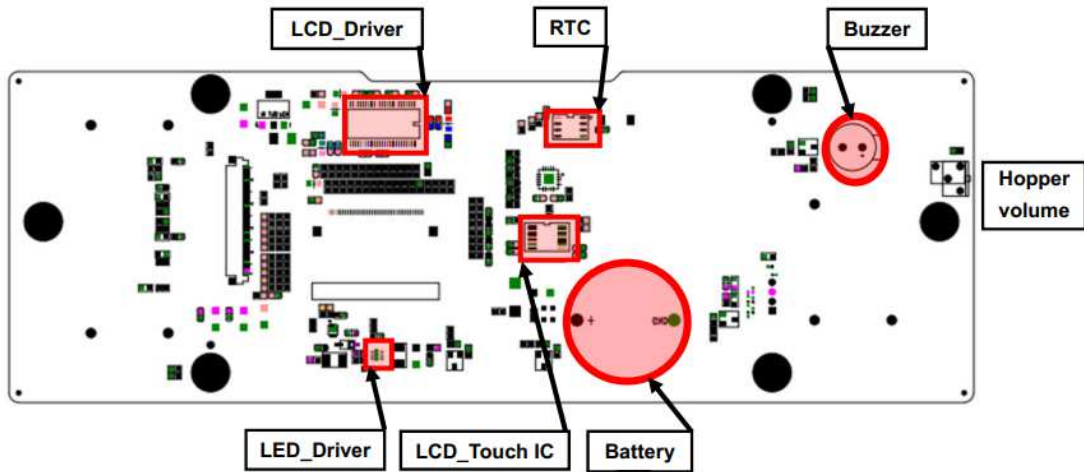 LCD_Driver
RTC
Buzzer
Hopper
volume
+
LED_Driver
LCD_Touch IC
Battery